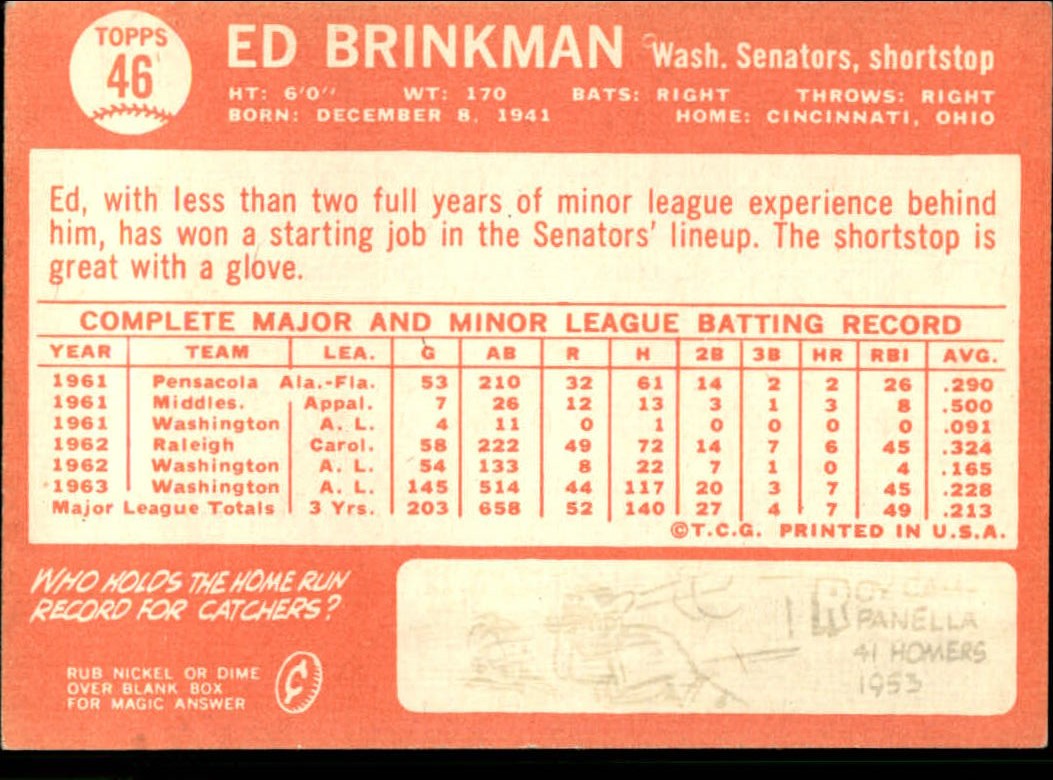 TOPPS
46
ED BRINKMAN Wash. Senators, shortstop
HT: 6'0" WT: 170 BATS: RIGHT THROWS: RIGHT
BORN: DECEMBER 8, 1941 HOME: CINCINNATI, OHIO
Ed, with less than two full years of minor league experience behind
him, has won a starting job in the Senators' lineup. The shortstop is
great with a glove.
COMPLETE MAJOR AND MINOR LEAGUE BATTING RECORD
YEAR TEAM LEA. G AB R H 2B 3B HR RBI AVG.
1961 Pensacola Ala.-Fla. 53 210 32 61 14 2 2 26 .290
1961 Middles. Appal. 7 26 12 13 3 1 3 8 .500
1961 Washington A. L. 4 11 0 1 0 0 0 0 .091
1962 Raleigh Carol. 58 222 49 72 14 7 6 45 .324
1962 Washington A. L. 54 133 8 22 7 1 0 4 .165
1963 Washington A. L. 145 514 44 117 20 3 7 45 .228
Major League Totals 3 Yrs. 203 658 52 140 27 4 7 49 .213
©T.C.G. PRINTED IN U.S.A.
WHO HOLDS THE HOME RUN
RECORD FOR CATCHERS?
RUB NICKEL OR DIME
OVER BLANK BOX
FOR MAGIC ANSWER
¢
ROY CAM-
PANELLA
41 HOMERS
1953